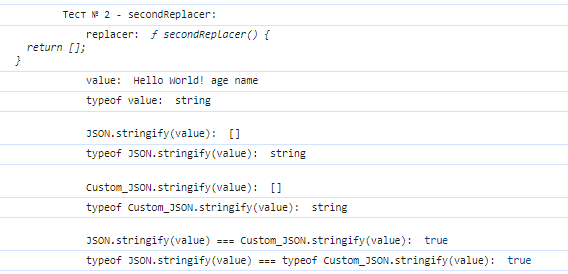 Тест № 2 - secondReplacer:
replacer: ƒ secondReplacer() {
return [];
}
value: Hello World! age name
typeof value: string
JSON.stringify(value): []
typeof JSON.stringify(value): string
Custom_JSON.stringify(value): []
typeof Custom_JSON.stringify(value): string
JSON.stringify(value) === Custom_JSON.stringify(value): true
typeof JSON.stringify(value) === typeof Custom_JSON.stringify(value): true